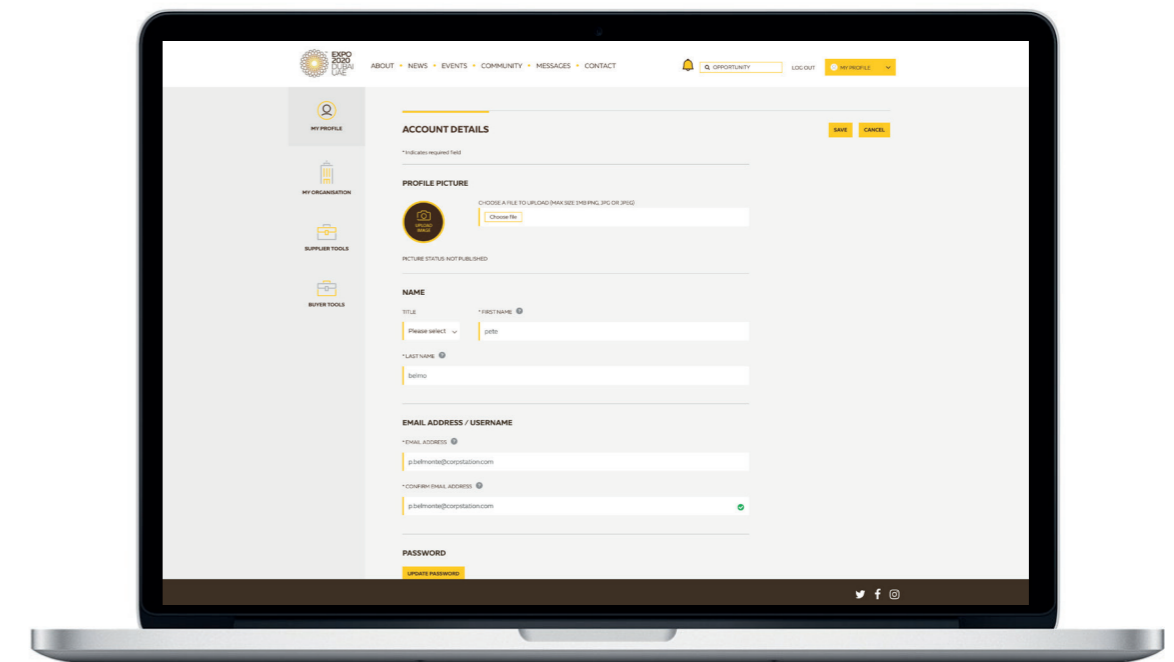 EXPO
2020
DUBAI
UAE
ABOUT • NEWS • EVENTS • COMMUNITY • MESSAGES • CONTACT
OPPORTUNITY
LOG OUT
MY PROFILE
MY PROFILE
MY ORGANISATION
SUPPLIER TOOLS
BUYER TOOLS
ACCOUNT DETAILS
SAVE
CANCEL
*Indicates required field
PROFILE PICTURE
CHOOSE A FILE TO UPLOAD (MAX SIZE 1MB PNG, JPG OR JPEG)
Choose file
UPLOAD
IMAGE
PICTURE STATUS: NOT PUBLISHED
NAME
TITLE
*FIRST NAME ?
Please select
pete
*LAST NAME ?
belmo
EMAIL ADDRESS / USERNAME
*EMAIL ADDRESS ?
p.belmonte@corpstation.com
*CONFIRM EMAIL ADDRESS ?
p.belmonte@corpstation.com
PASSWORD
UPDATE PASSWORD